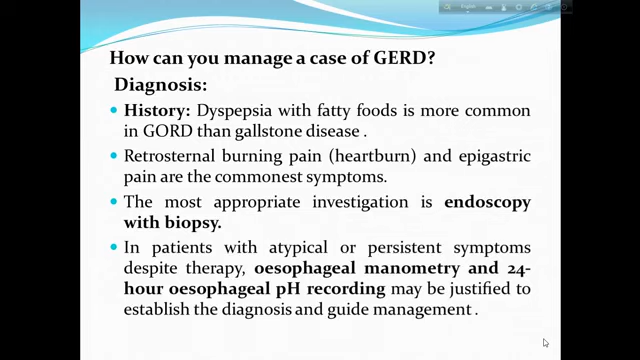 English
How can you manage a case of GERD?
Diagnosis:
• History: Dyspepsia with fatty foods is more common
in GORD than gallstone disease .
• Retrosternal burning pain (heartburn) and epigastric
pain are the commonest symptoms.
• The most appropriate investigation is endoscopy
with biopsy.
• In patients with atypical or persistent symptoms
despite therapy, oesophageal manometry and 24-
hour oesophageal pH recording may be justified to
establish the diagnosis and guide management .